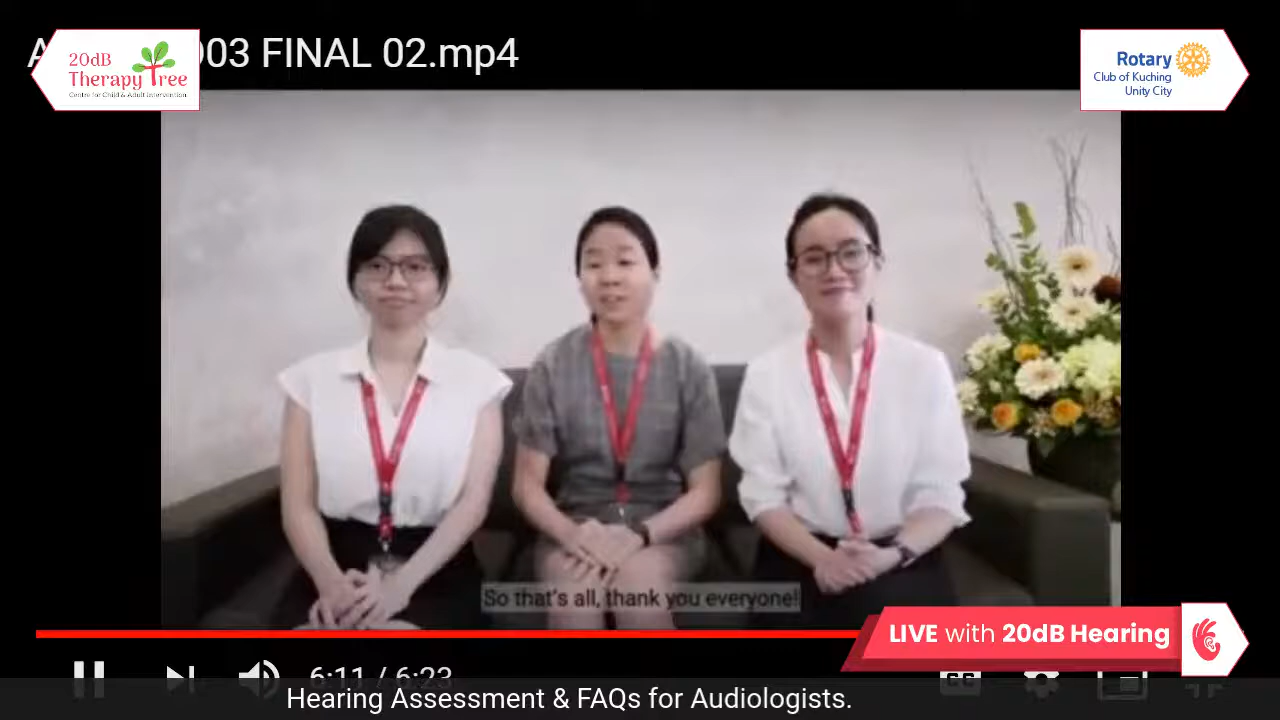 003 FINAL 02.mp4
20dB
Therapy Tree
Centre for Child & Adult Intervention
Rotary
Club of Kuching
Unity City
So that's all, thank you everyone!
LIVE with 20dB Hearing
6:11 / 6:23
CC
Hearing Assessment & FAQs for Audiologists.